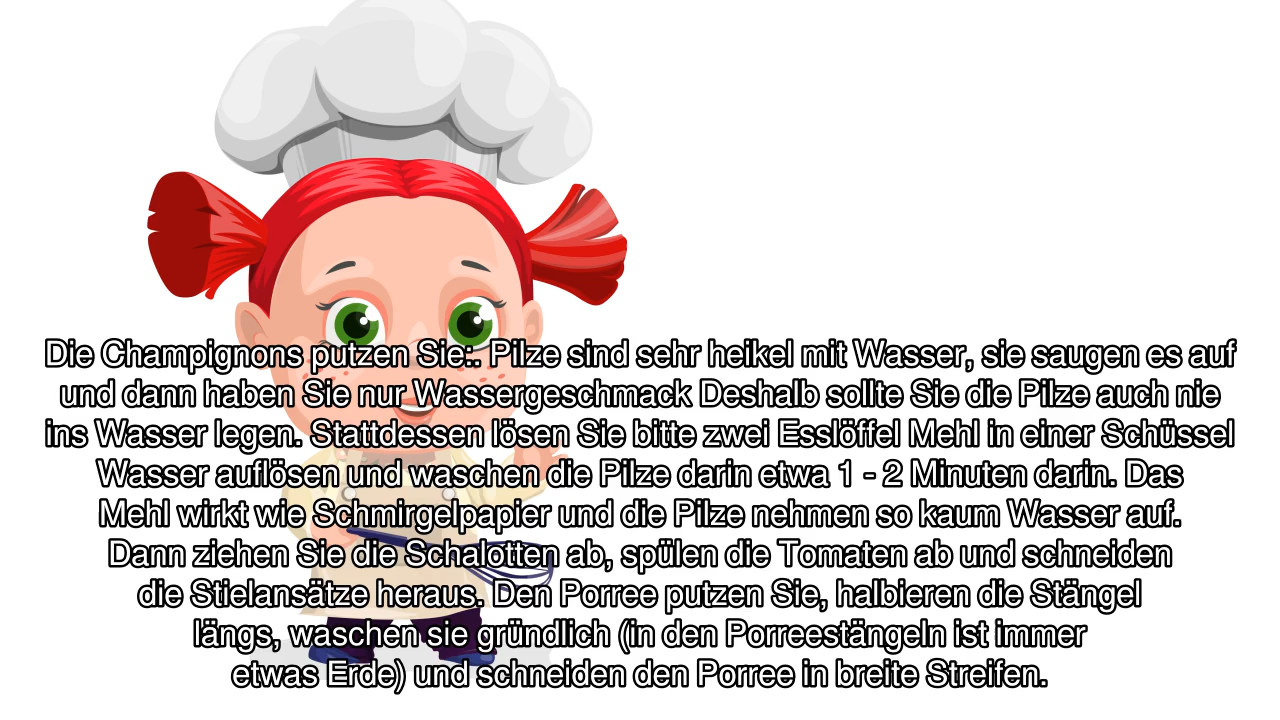 Die Champignons putzen Sie:. Pilze sind sehr heikel mit Wasser, sie saugen es auf
und dann haben Sie nur Wassergeschmack Deshalb sollte Sie die Pilze auch nie
ins Wasser legen. Stattdessen lösen Sie bitte zwei Esslöffel Mehl in einer Schüssel
Wasser auflösen und waschen die Pilze darin etwa 1 - 2 Minuten darin. Das
Mehl wirkt wie Schmirgelpapier und die Pilze nehmen so kaum Wasser auf.
Dann ziehen Sie die Schalotten ab, spülen die Tomaten ab und schneiden
die Stielansätze heraus. Den Porree putzen Sie, halbieren die Stängel
längs, waschen sie gründlich (in den Porreestängeln ist immer
etwas Erde) und schneiden den Porree in breite Streifen.